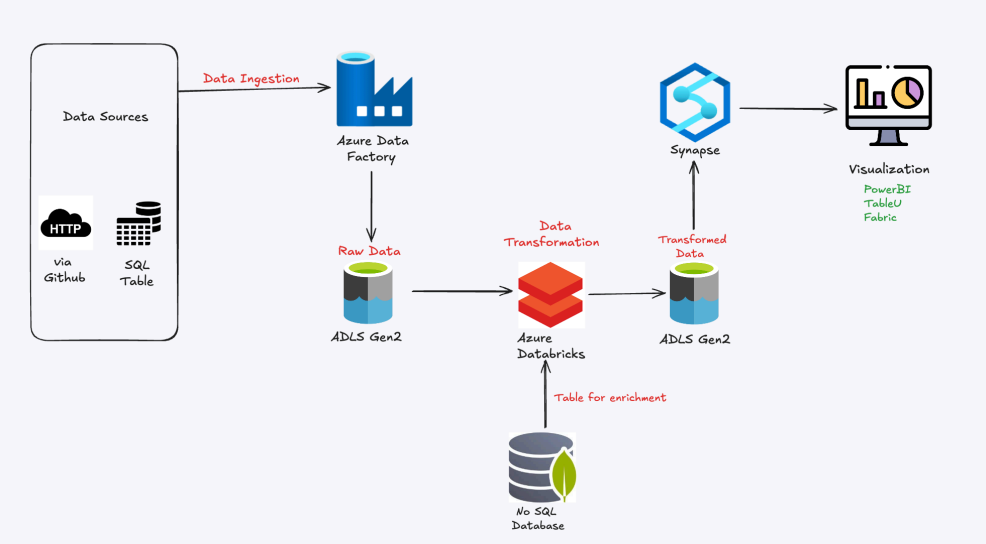 Data Sources
HTTP
via
Github
SQL
Table
Data Ingestion
Azure Data
Factory
Raw Data
ADLS Gen2
Data
Transformation
Azure
Databricks
Table for enrichment
No SQL
Database
Transformed
Data
ADLS Gen2
Synapse
Visualization
PowerBI
TableU
Fabric